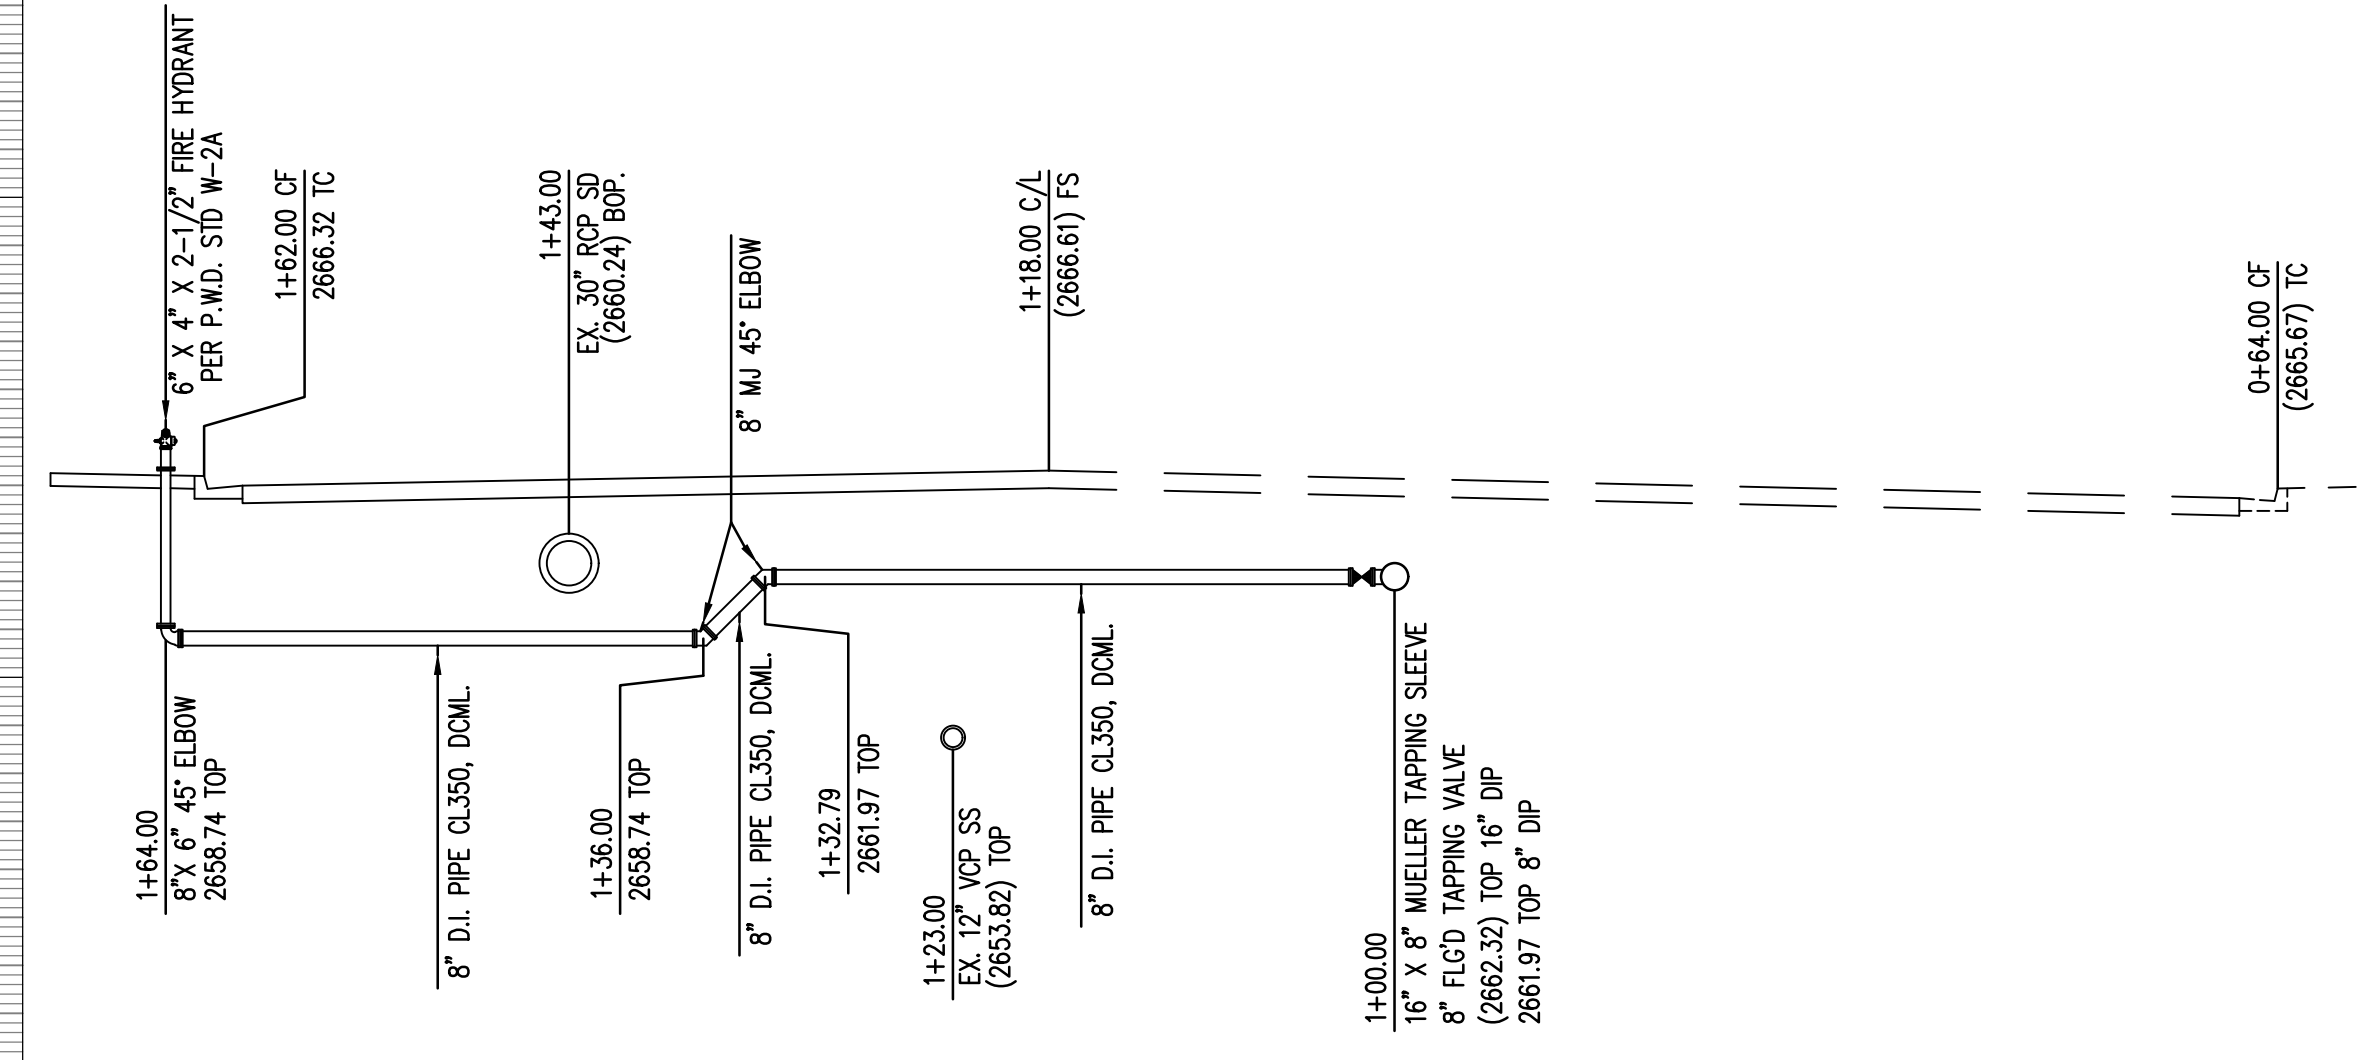 6" X 4" X 2-1/2" FIRE HYDRANT
PER P.W.D. STD W-2A
1+62.00 CF
2666.32 TC
1+43.00
EX. 30" RCP SD
(2660.24) BOP.
8" MJ 45° ELBOW
1+18.00 C/L
(2666.61) FS
0+64.00 CF
(2665.67) TC
1+64.00
8"X 6" 45° ELBOW
2658.74 TOP
8" D.I. PIPE CL350, DCML.
1+36.00
2658.74 TOP
8" D.I. PIPE CL350, DCML.
1+32.79
2661.97 TOP
1+23.00
EX. 12" VCP SS
(2653.82) TOP
8" D.I. PIPE CL350, DCML.
1+00.00
16" X 8" MUELLER TAPPING SLEEVE
8" FLG'D TAPPING VALVE
(2662.32) TOP 16" DIP
2661.97 TOP 8" DIP